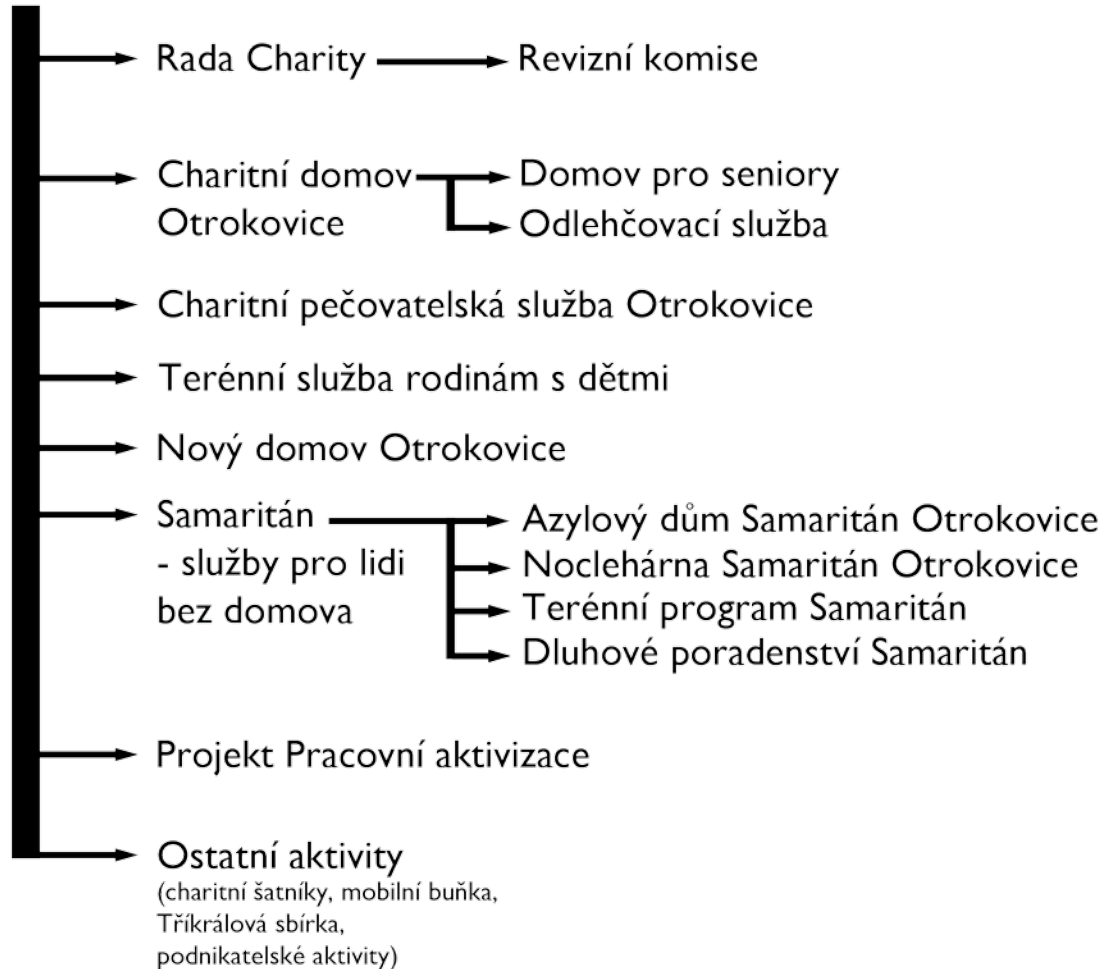 Rada Charity
Revizní komise
Charitní domov
Otrokovice
Domov pro seniory
Odlehčovací služba
Charitní pečovatelská služba Otrokovice
Terénní služba rodinám s dětmi
Nový domov Otrokovice
Samaritán
- služby pro lidi
bez domova
Azylový dům Samaritán Otrokovice
Noclehárna Samaritán Otrokovice
Terénní program Samaritán
Dluhové poradenství Samaritán
Projekt Pracovní aktivizace
Ostatní aktivity
(charitní šatníky, mobilní buňka,
Tříkrálová sbírka,
podnikatelské aktivity)